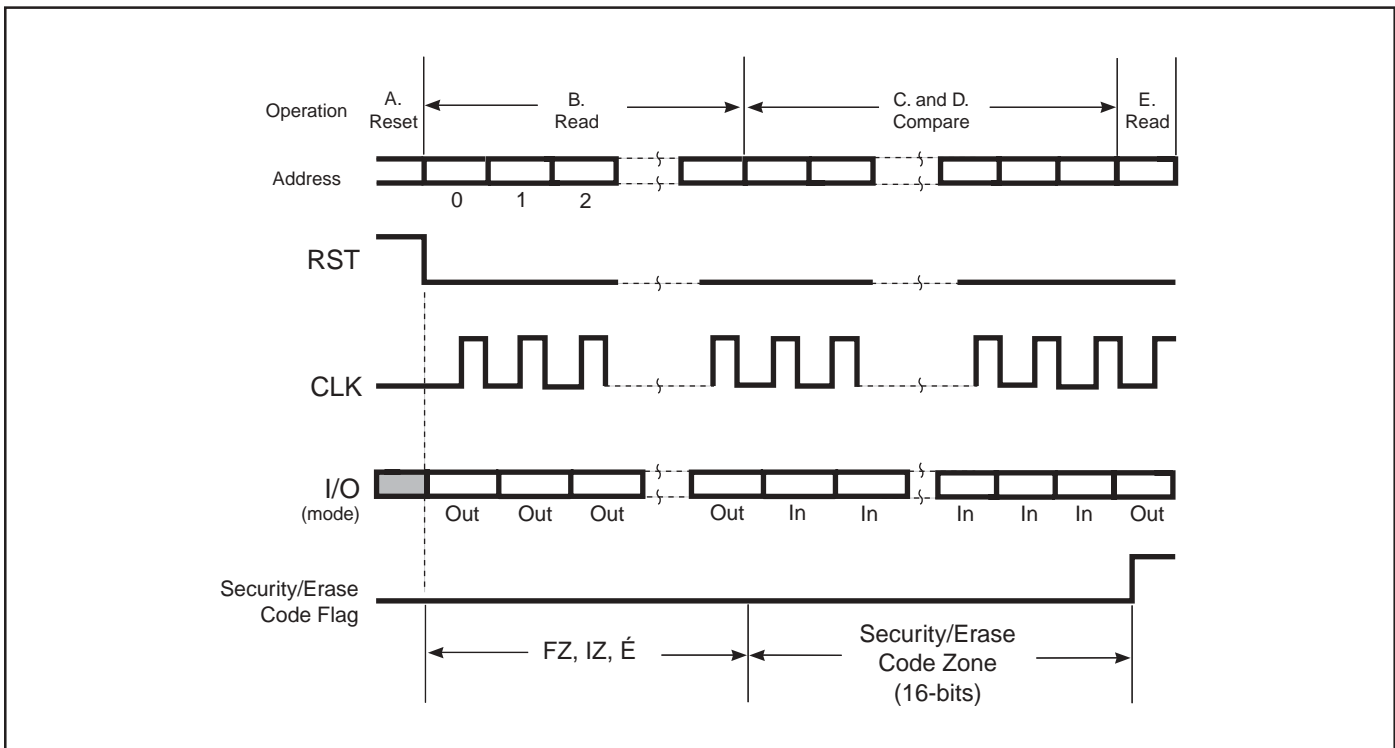 Operation
A.
Reset
B.
Read
C. and D.
Compare
E.
Read
Address
0 1 2
RST
CLK
I/O
(mode)
Out Out Out Out In In In In In Out
Security/Erase
Code Flag
FZ, IZ, É
Security/Erase
Code Zone
(16-bits)